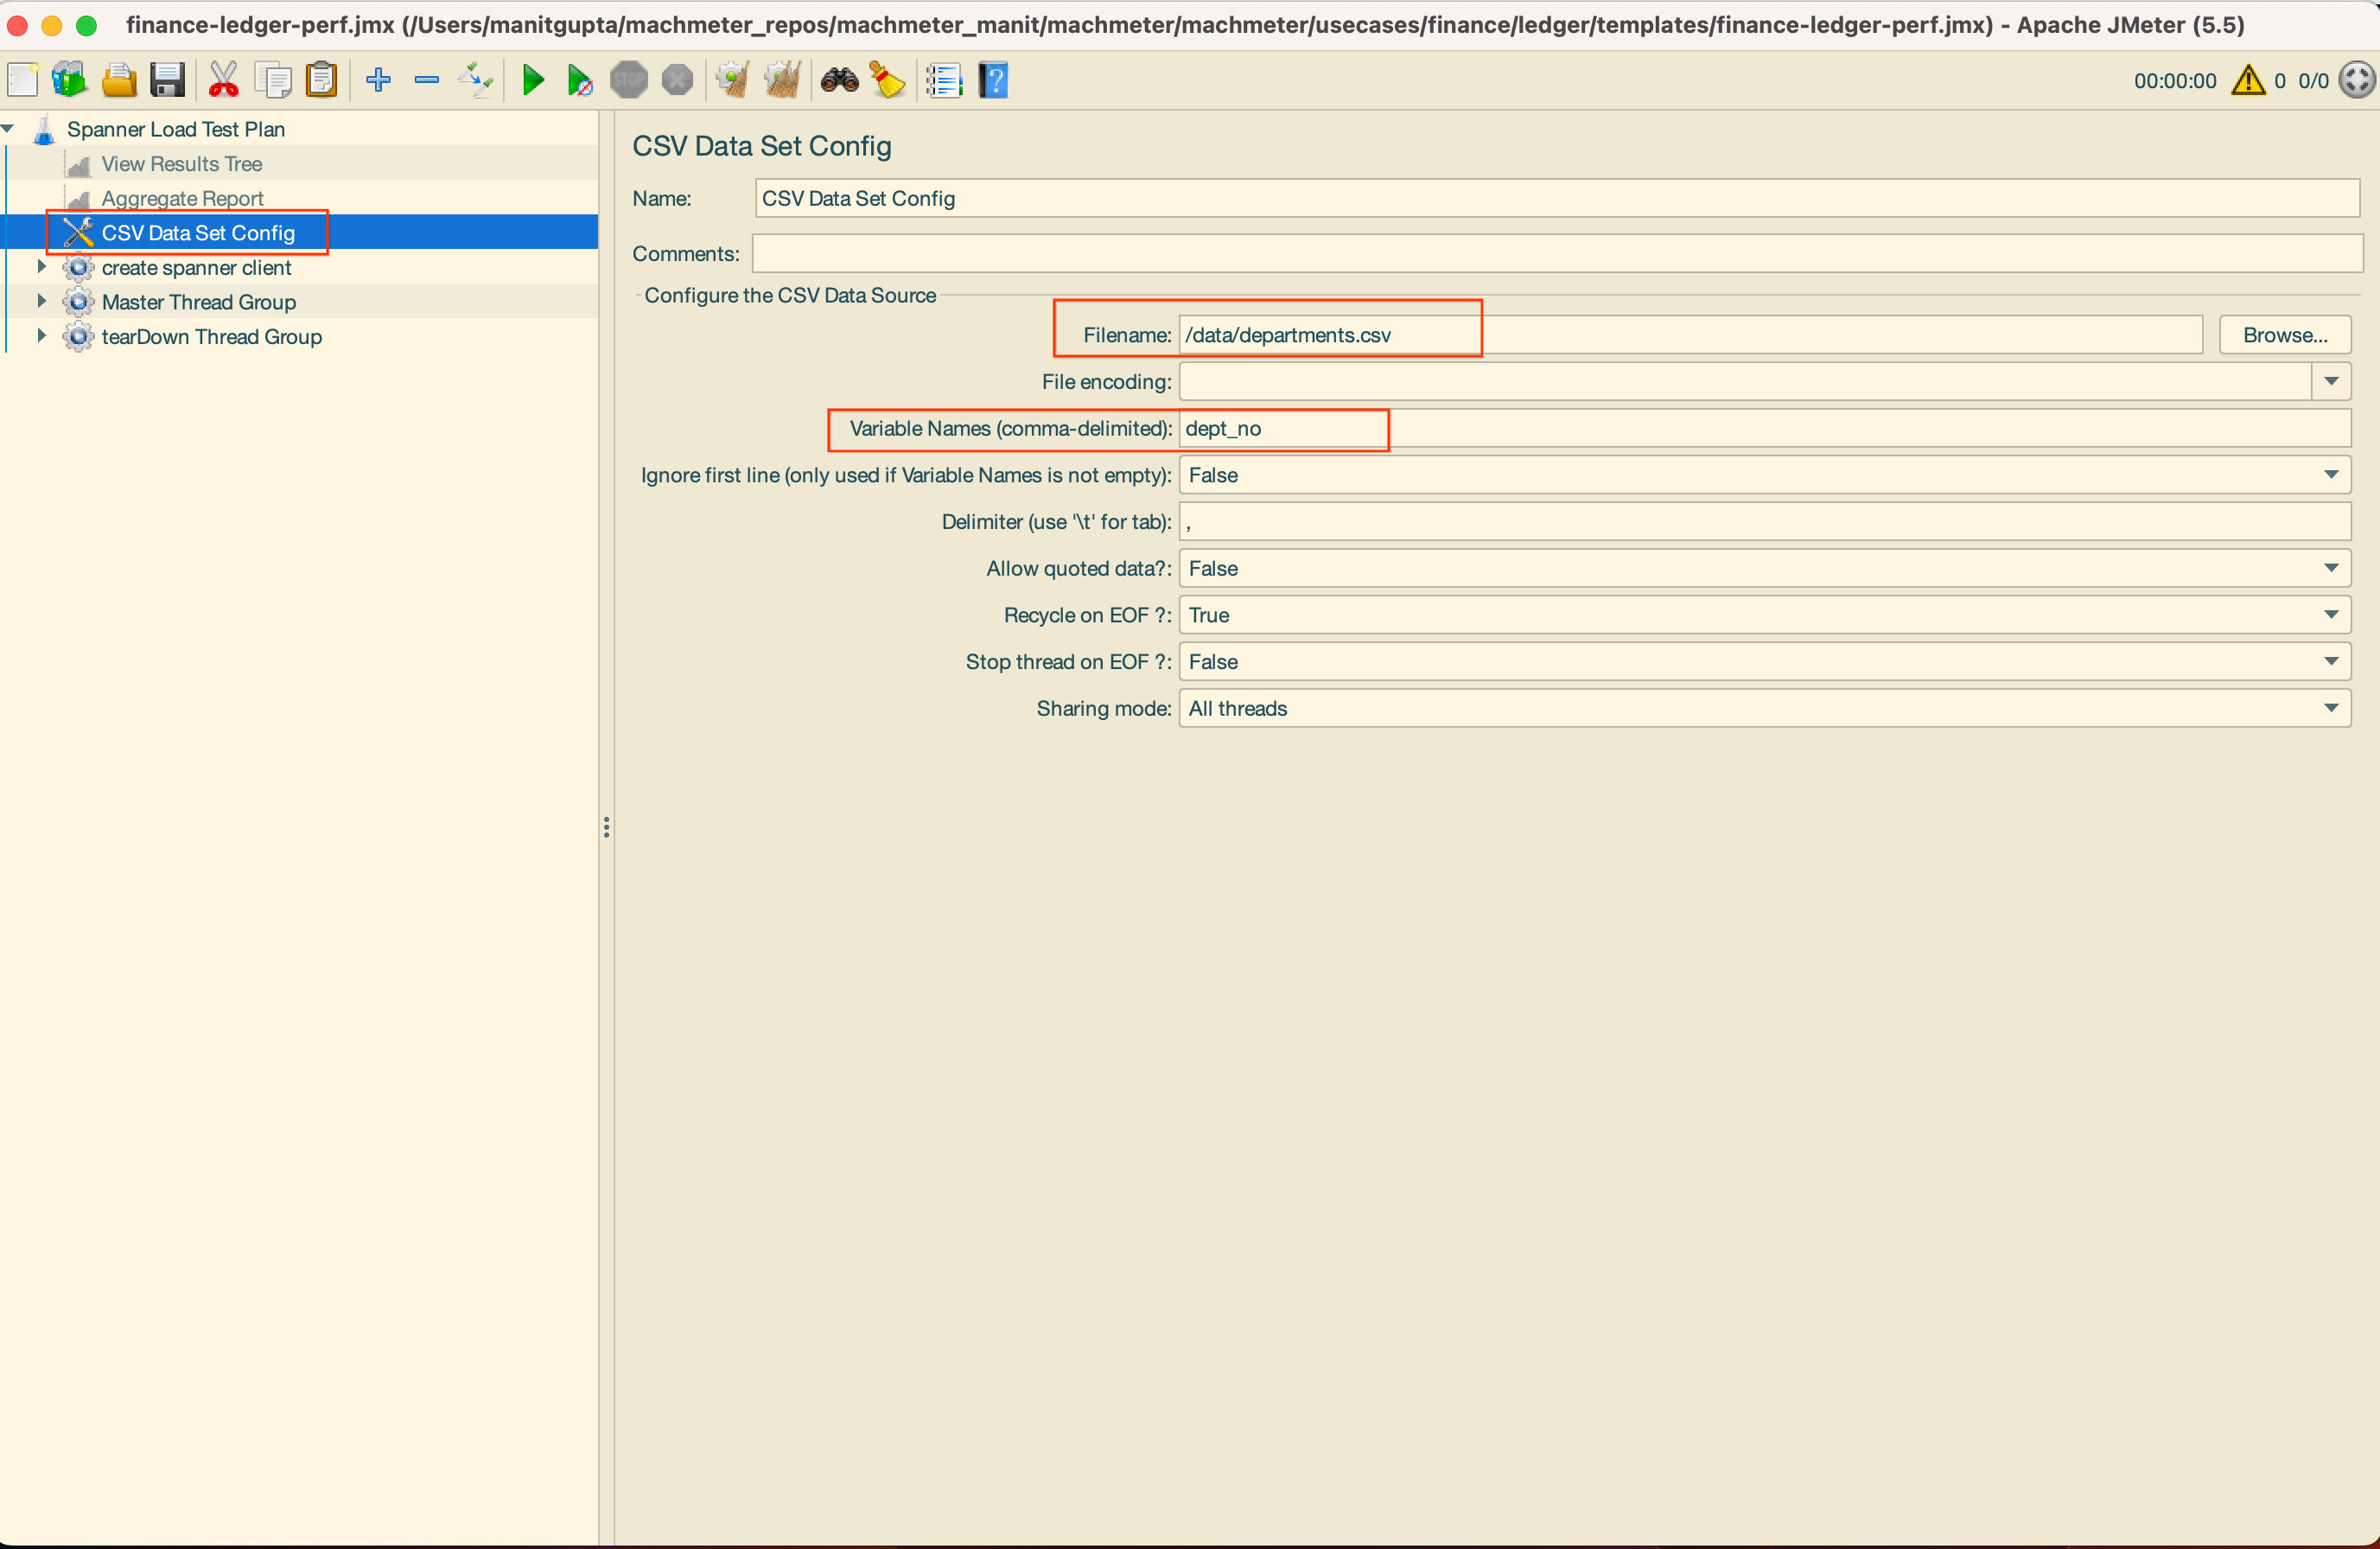 finance-ledger-perf.jmx (/Users/manitgupta/machmeter_repos/machmeter_manit/machmeter/machmeter/usecases/finance/ledger/templates/finance-ledger-perf.jmx) - Apache JMeter (5.5)
STOP
?
00:00:00 0 0/0
Spanner Load Test Plan
View Results Tree
Aggregate Report
CSV Data Set Config
create spanner client
Master Thread Group
tearDown Thread Group
CSV Data Set Config
Name: CSV Data Set Config
Comments:
Configure the CSV Data Source
Filename: /data/departments.csv Browse...
File encoding:
Variable Names (comma-delimited): dept_no
Ignore first line (only used if Variable Names is not empty): False
Delimiter (use '\t' for tab): ,
Allow quoted data?: False
Recycle on EOF ?: True
Stop thread on EOF ?: False
Sharing mode: All threads